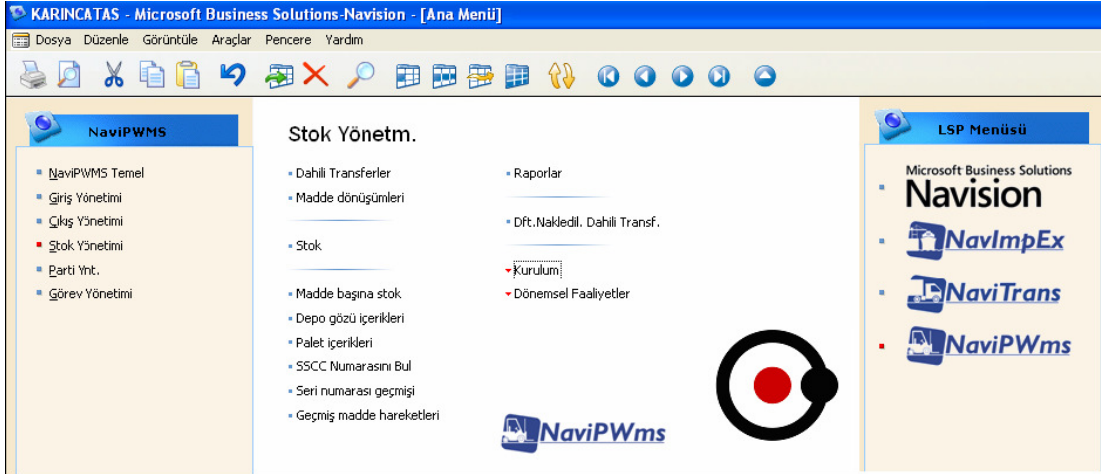 KARINCATAS - Microsoft Business Solutions-Navision - [Ana Menü]
Dosya Düzenle Görüntüle Araçlar Pencere Yardım
NaviPWMS
NaviPWMS Temel
Giriş Yönetimi
Çıkış Yönetimi
Stok Yönetimi
Parti Ynt.
Görev Yönetimi
Stok Yönetm.
Dahili Transferler
Madde dönüşümleri
Stok
Madde başına stok
Depo gözü içerikleri
Palet içerikleri
SSCC Numarasını Bul
Seri numarası geçmişi
Geçmiş madde hareketleri
Raporlar
Dft.Nakledil. Dahili Transf.
Kurulum
Dönemsel Faaliyetler
NaviPWms
LSP Menüsü
Microsoft Business Solutions
Navision
NavImpEx
NaviTrans
NaviPWms